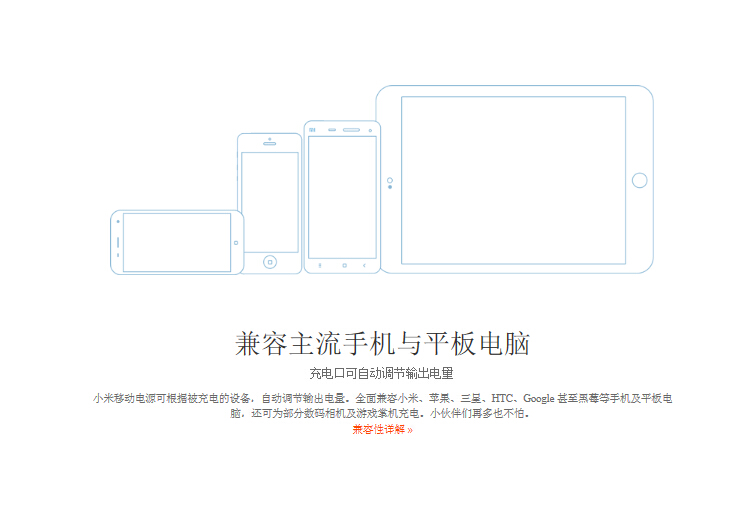 兼容主流手机与平板电脑
充电口可自动调节输出电量
小米移动电源可根据被充电的设备，自动调节输出电量。全面兼容小米、苹果、三星、HTC、Google 甚至黑莓等手机及平板电
脑，还可为部分数码相机及游戏掌机充电。小伙伴们再多也不怕。
兼容性详解 »